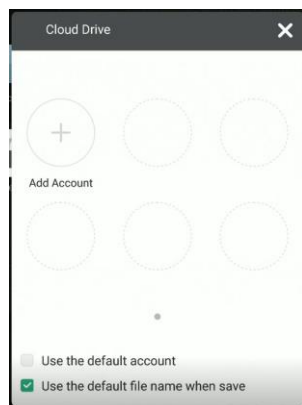 Cloud Drive
Add Account
Use the default account
Use the default file name when save